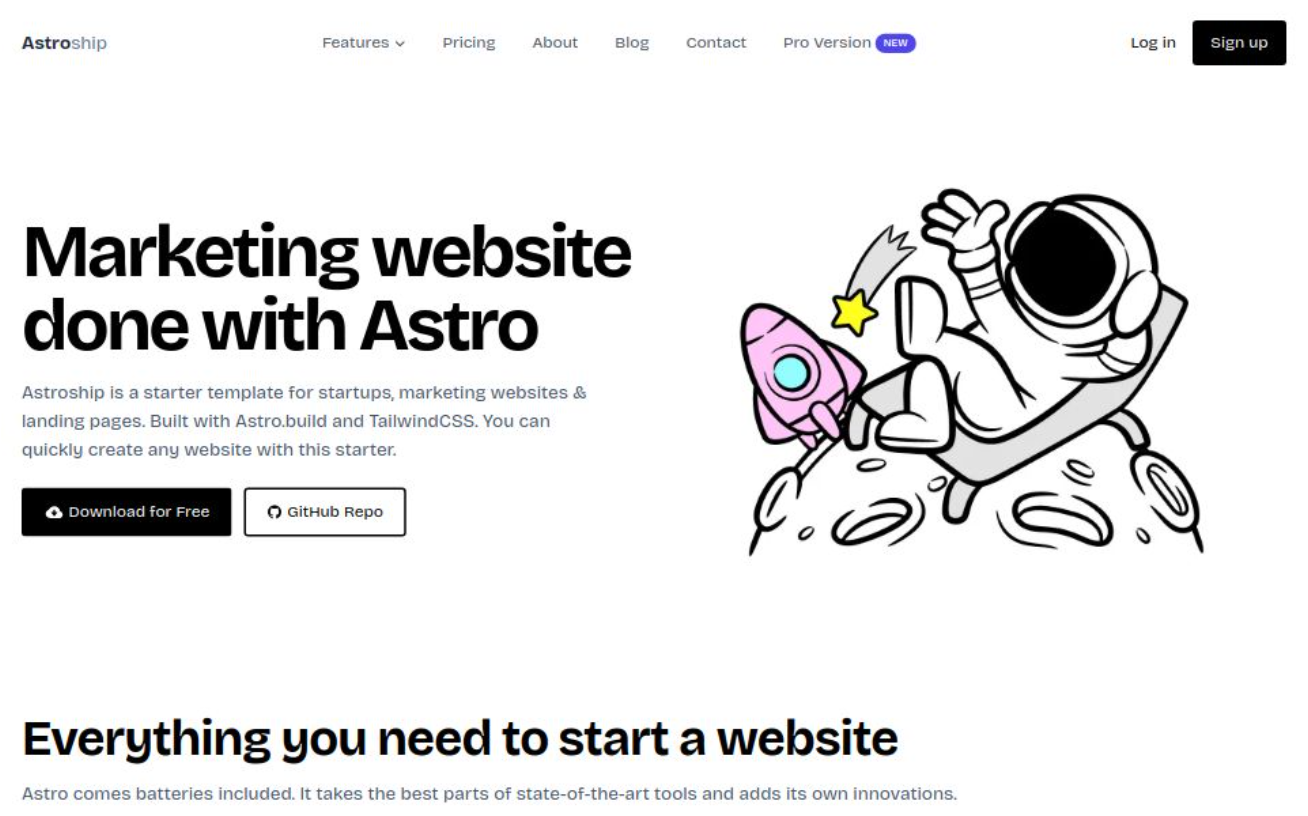 Astroship
Features
Pricing
About
Blog
Contact
Pro Version NEW
Log in
Sign up
Marketing website
done with Astro
Astroship is a starter template for startups, marketing websites &
landing pages. Built with Astro.build and TailwindCSS. You can
quickly create any website with this starter.
Download for Free
GitHub Repo
Everything you need to start a website
Astro comes batteries included. It takes the best parts of state-of-the-art tools and adds its own innovations.